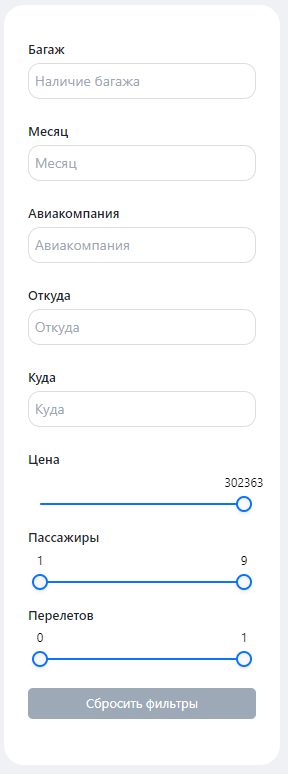 Багаж
Наличие багажа
Месяц
Месяц
Авиакомпания
Авиакомпания
Откуда
Откуда
Куда
Куда
Цена
302363
Пассажиры
1 9
Перелетов
0 1
Сбросить фильтры